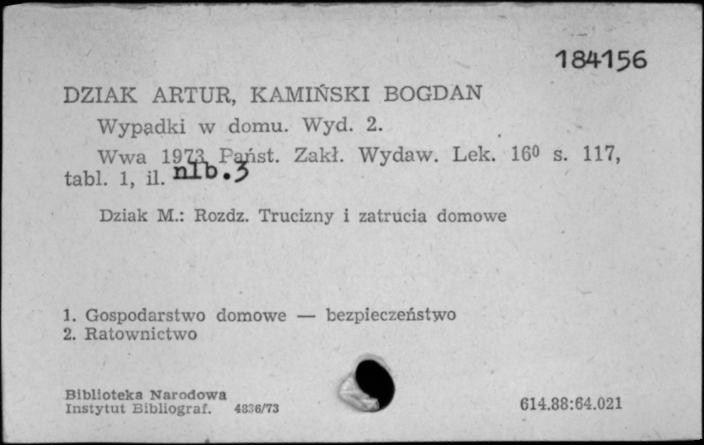 184156
DZIAK ARTUR, KAMIŃSKI BOGDAN
Wypadki w domu. Wyd. 2.
Wwa 1973 Państ. Zakł. Wydaw. Lek. 16⁰ s. 117,
tabl. 1, il. nlb.3
Dziak M.: Rozdz. Trucizny i zatrucia domowe
1. Gospodarstwo domowe — bezpieczeństwo
2. Ratownictwo
Biblioteka Narodowa
Instytut Bibliograf. 4836/73
614.88:64.021